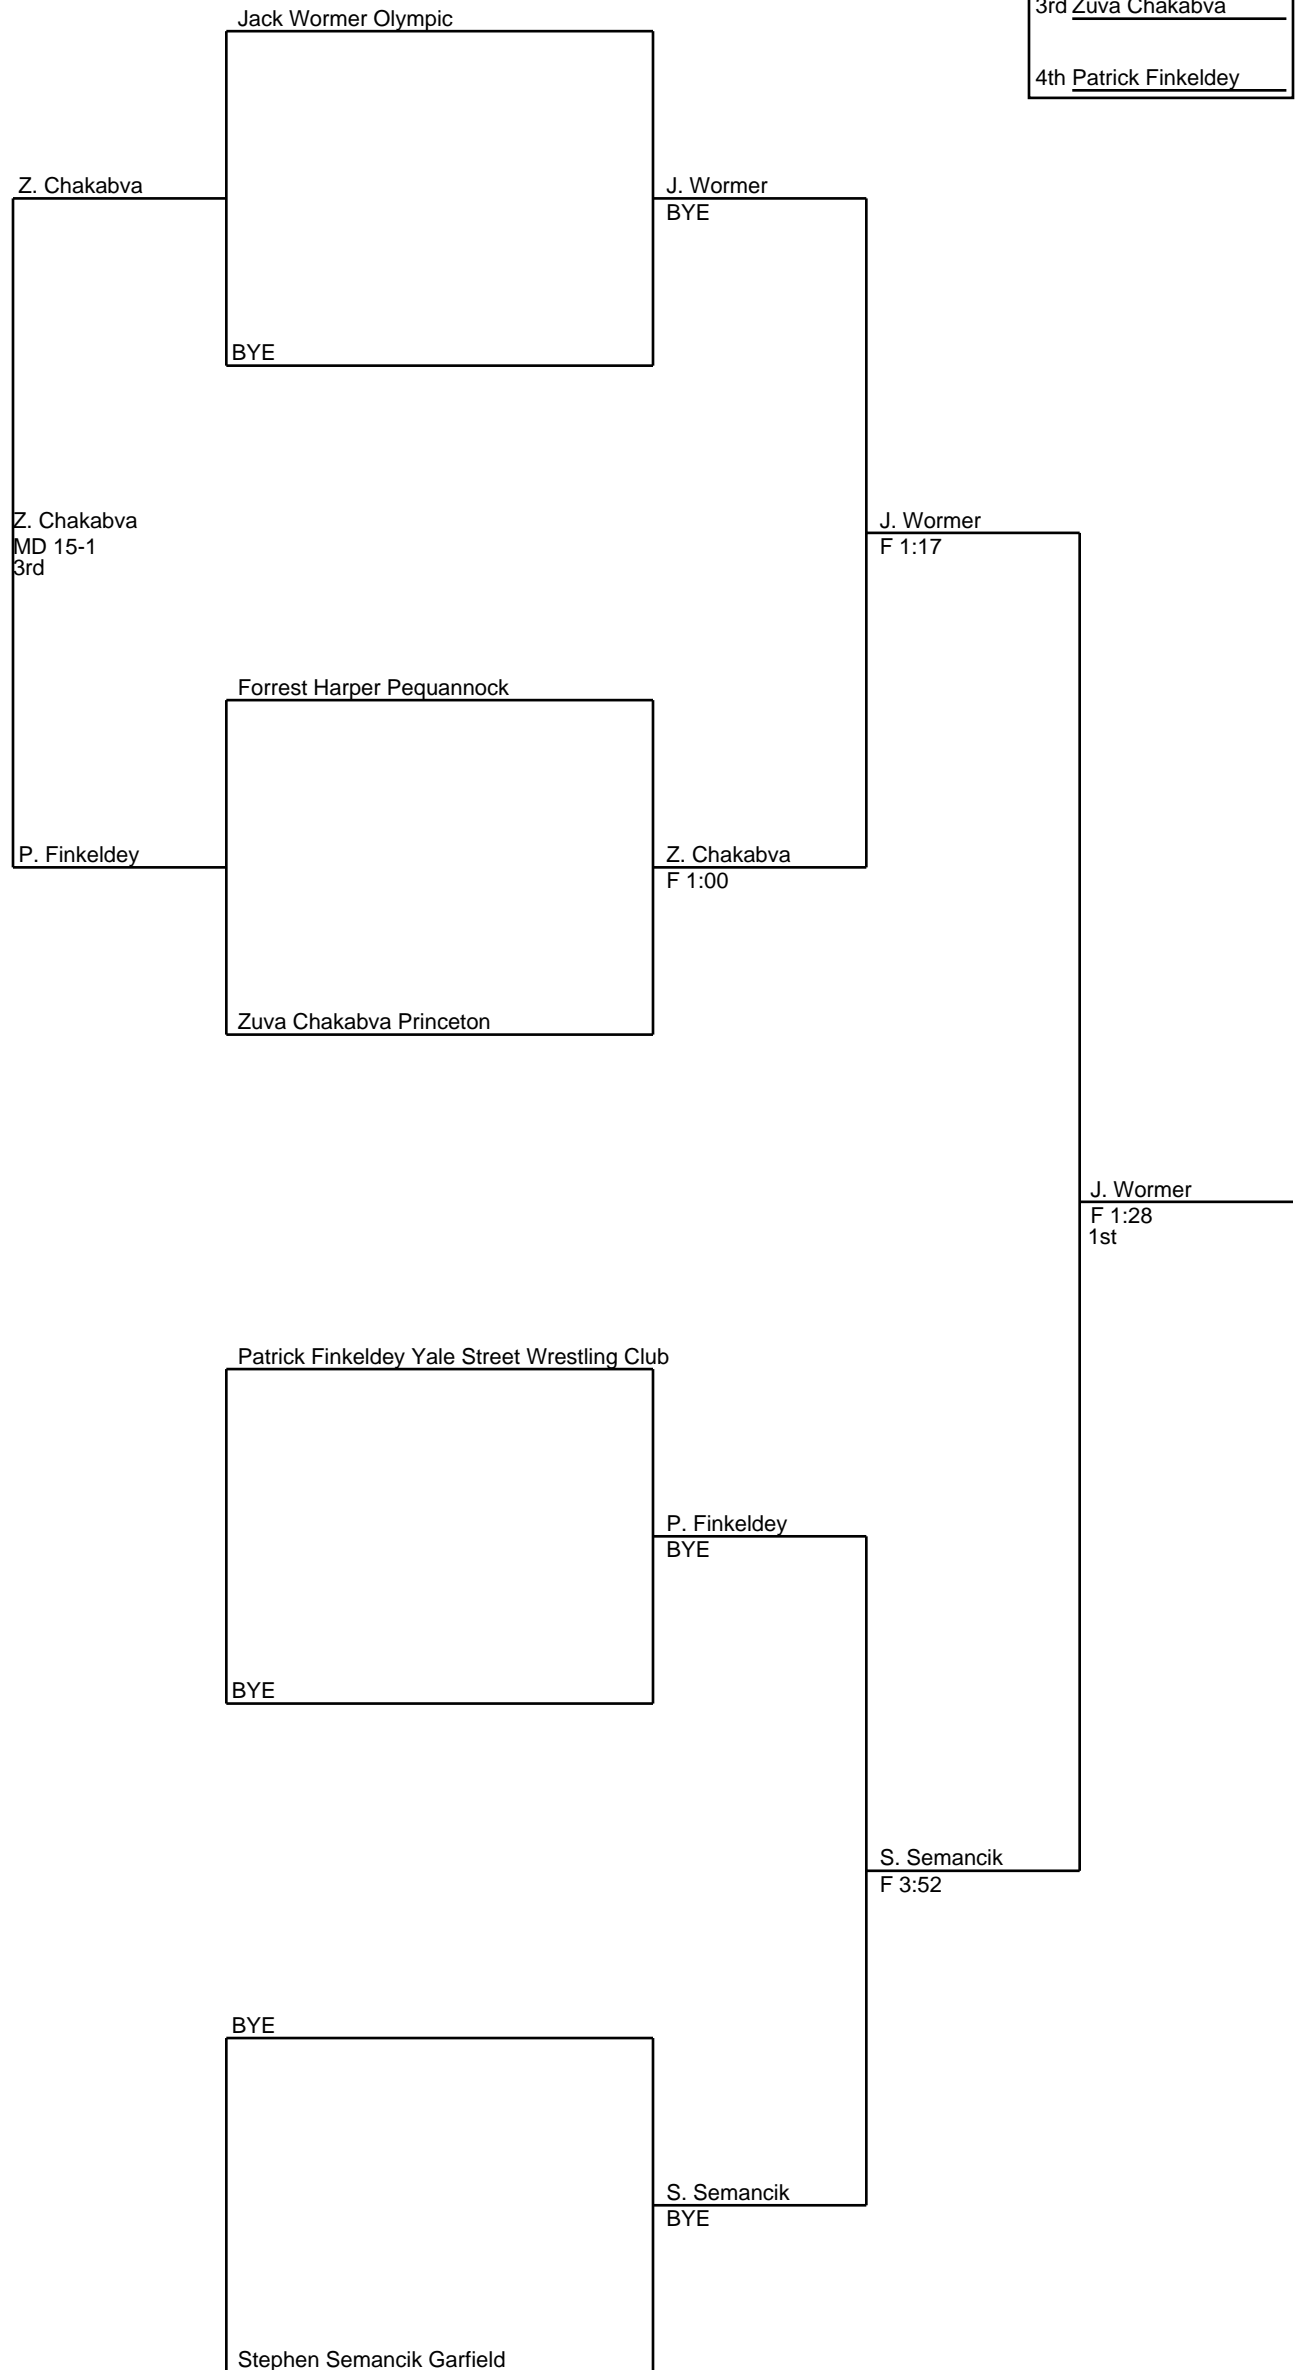 3rd Zuva Chakabva
4th Patrick Finkeldey
Jack Wormer Olympic
Z. Chakabva
J. Wormer
BYE
BYE
Z. Chakabva
MD 15-1
3rd
J. Wormer
F 1:17
Forrest Harper Pequannock
P. Finkeldey
Z. Chakabva
F 1:00
Zuva Chakabva Princeton
J. Wormer
F 1:28
1st
Patrick Finkeldey Yale Street Wrestling Club
P. Finkeldey
BYE
BYE
S. Semancik
F 3:52
BYE
S. Semancik
BYE
Stephen Semancik Garfield